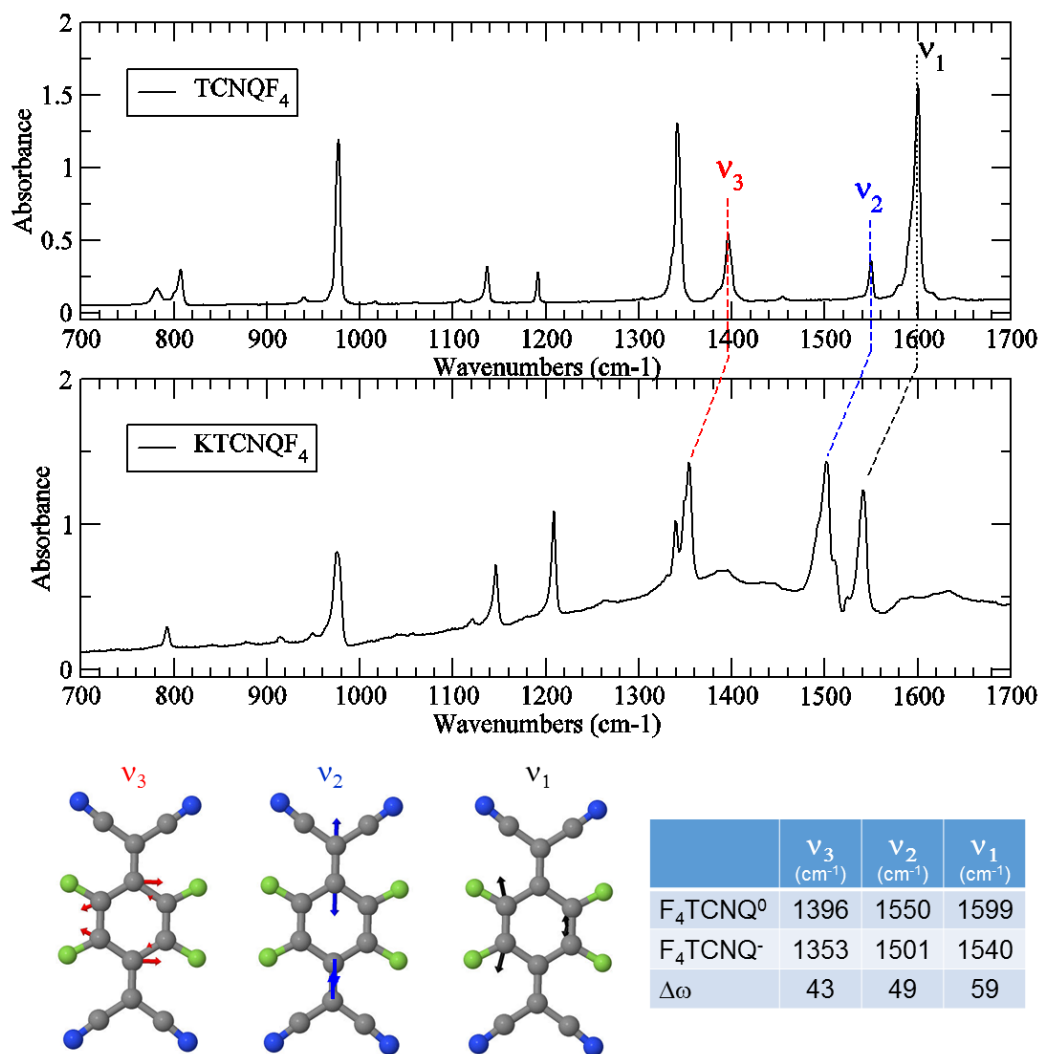 2
ν1
TCNQF4
1.5
Absorbance
1
ν3
ν2
0.5
0
700 800 900 1000 1100 1200 1300 1400 1500 1600 1700
Wavenumbers (cm-1)
2
KTCNQF4
Absorbance
1
0
700 800 900 1000 1100 1200 1300 1400 1500 1600 1700
Wavenumbers (cm-1)
ν3 ν2 ν1
ν3 ν2 ν1
(cm-1) (cm-1) (cm-1)
F4TCNQ0 1396 1550 1599
F4TCNQ- 1353 1501 1540
Δω 43 49 59